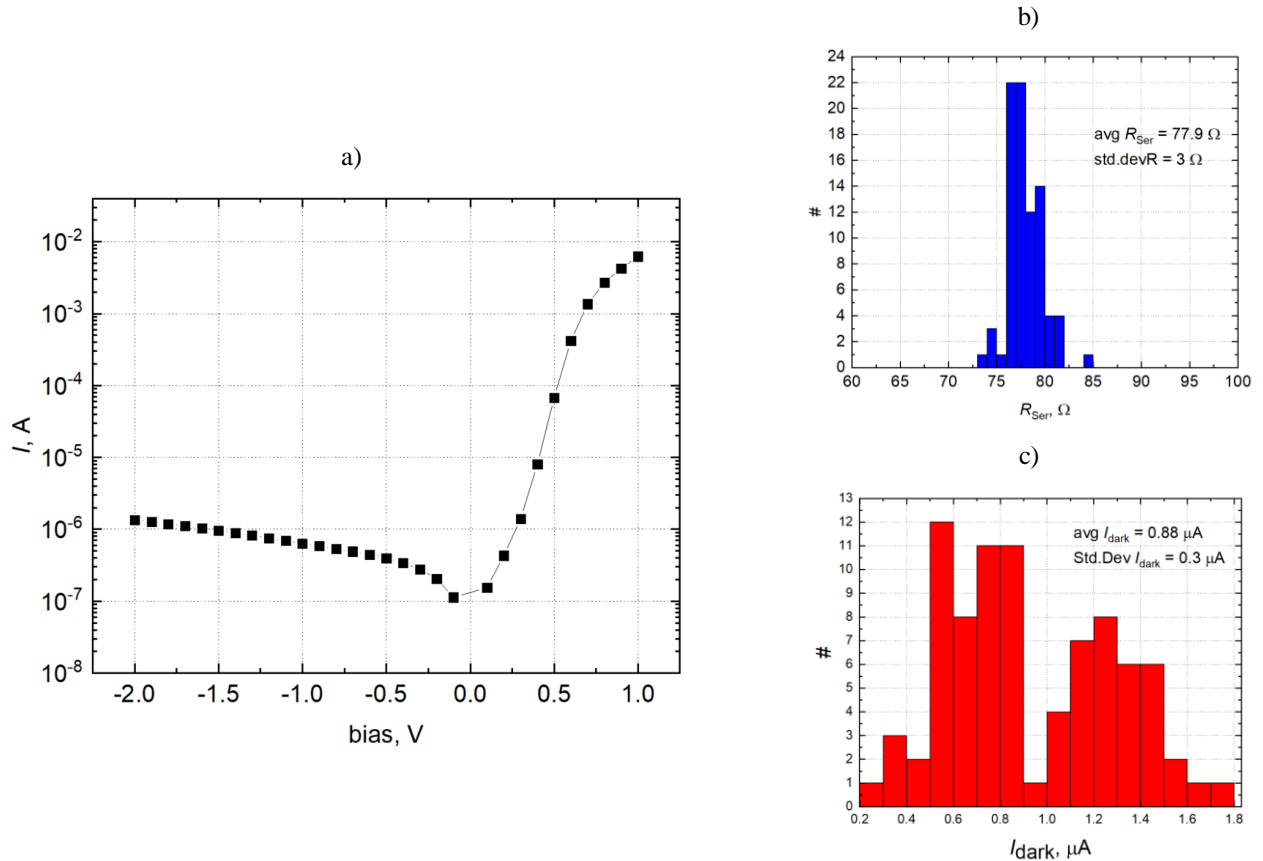 a)
10⁻²
10⁻³
10⁻⁴
10⁻⁵
10⁻⁶
10⁻⁷
10⁻⁸
I, A
-2.0 -1.5 -1.0 -0.5 0.0 0.5 1.0
bias, V
b)
24
22
20
18
16
14
12
10
8
6
4
2
0
#
avg R_Ser = 77.9 Ω
std.devR = 3 Ω
60 65 70 75 80 85 90 95 100
R_Ser, Ω
c)
13
12
11
10
9
8
7
6
5
4
3
2
1
0
#
avg I_dark = 0.88 μA
Std.Dev I_dark = 0.3 μA
0.2 0.4 0.6 0.8 1.0 1.2 1.4 1.6 1.8
I_dark, μA